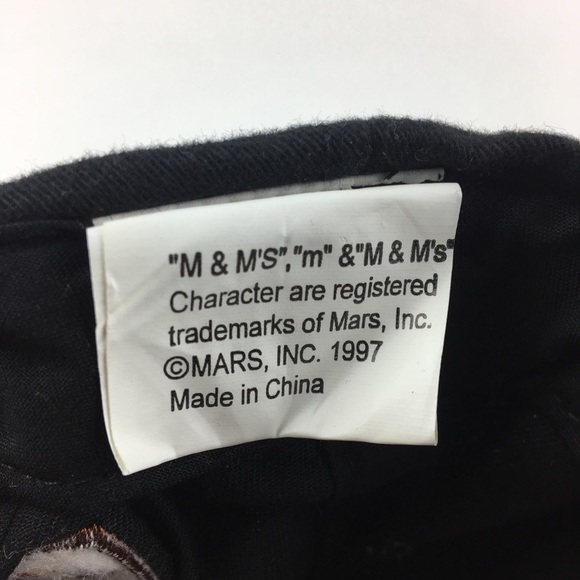 "M & M'S","m" &"M & M's"
Character are registered
trademarks of Mars, Inc.
©MARS, INC. 1997
Made in China